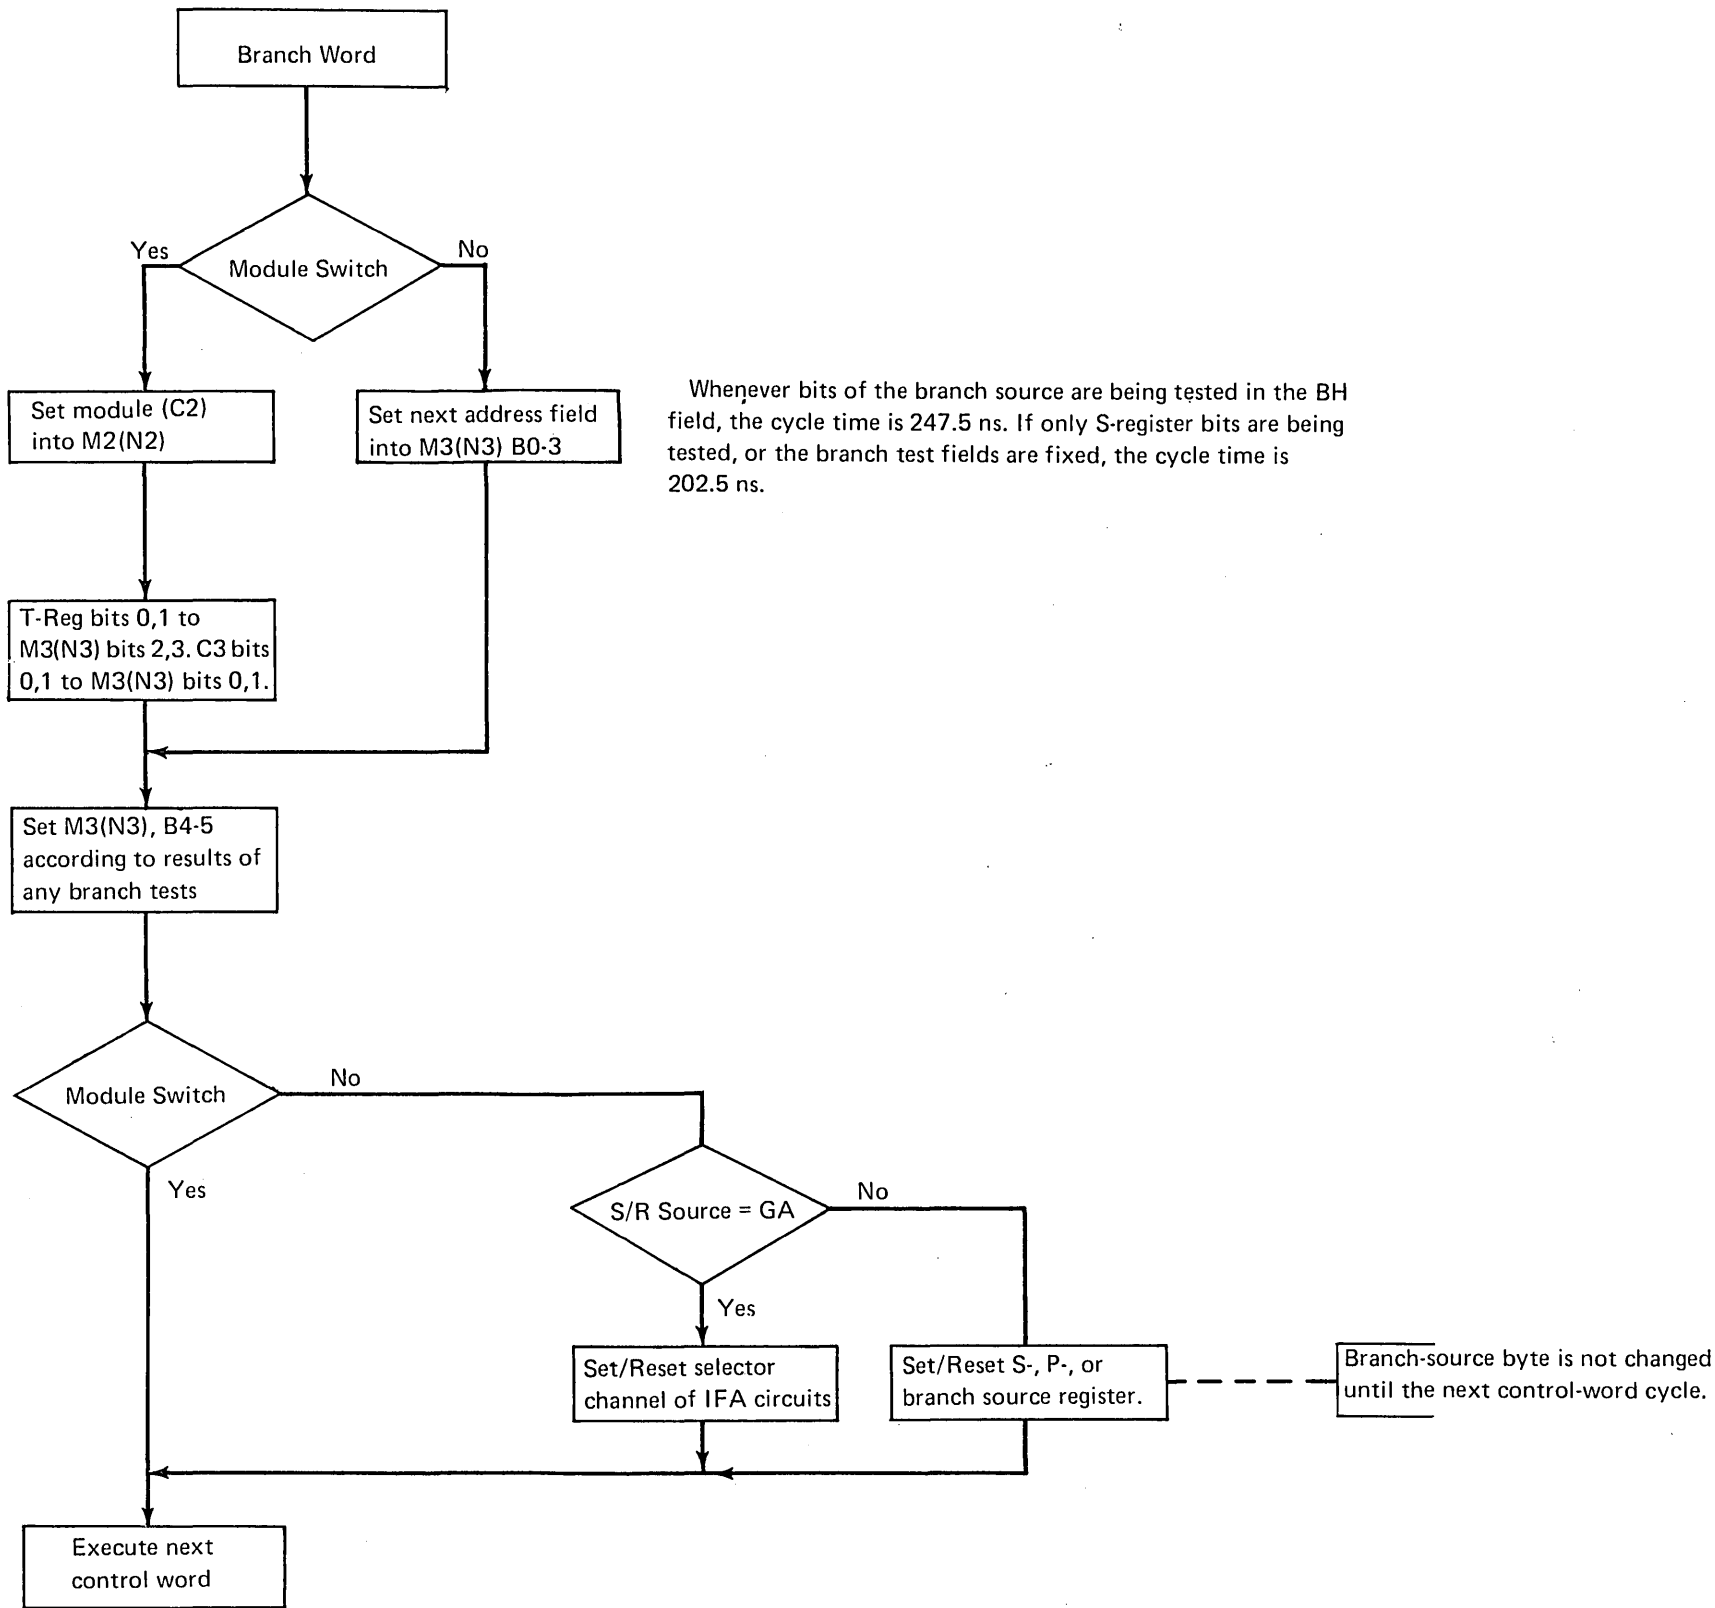 Branch Word
Yes
No
Module Switch
Set module (C2)
into M2(N2)
Set next address field
into M3(N3) B0-3
Whenever bits of the branch source are being tested in the BH
field, the cycle time is 247.5 ns. If only S-register bits are being
tested, or the branch test fields are fixed, the cycle time is
202.5 ns.
T-Reg bits 0,1 to
M3(N3) bits 2,3. C3 bits
0,1 to M3(N3) bits 0,1.
Set M3(N3), B4-5
according to results of
any branch tests
Module Switch
No
Yes
S/R Source = GA
No
Yes
Set/Reset selector
channel of IFA circuits
Set/Reset S-, P-, or
branch source register.
Branch-source byte is not changed
until the next control-word cycle.
Execute next
control word